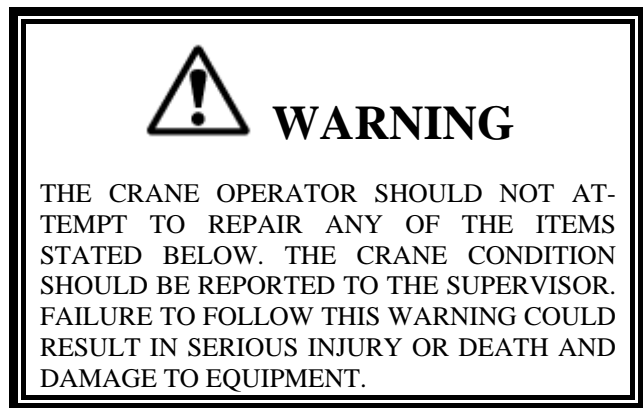 WARNING
THE CRANE OPERATOR SHOULD NOT AT-
TEMPT TO REPAIR ANY OF THE ITEMS
STATED BELOW. THE CRANE CONDITION
SHOULD BE REPORTED TO THE SUPERVISOR.
FAILURE TO FOLLOW THIS WARNING COULD
RESULT IN SERIOUS INJURY OR DEATH AND
DAMAGE TO EQUIPMENT.